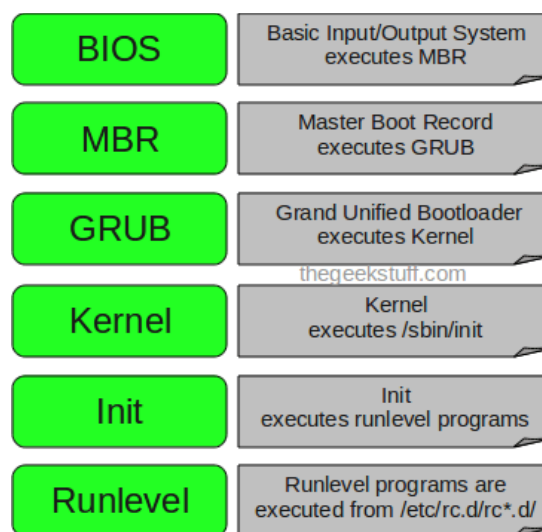 BIOS
Basic Input/Output System
executes MBR
MBR
Master Boot Record
executes GRUB
GRUB
Grand Unified Bootloader
executes Kernel
thegeekstuff.com
Kernel
Kernel
executes /sbin/init
Init
Init
executes runlevel programs
Runlevel
Runlevel programs are
executed from /etc/rc.d/rc*.d/